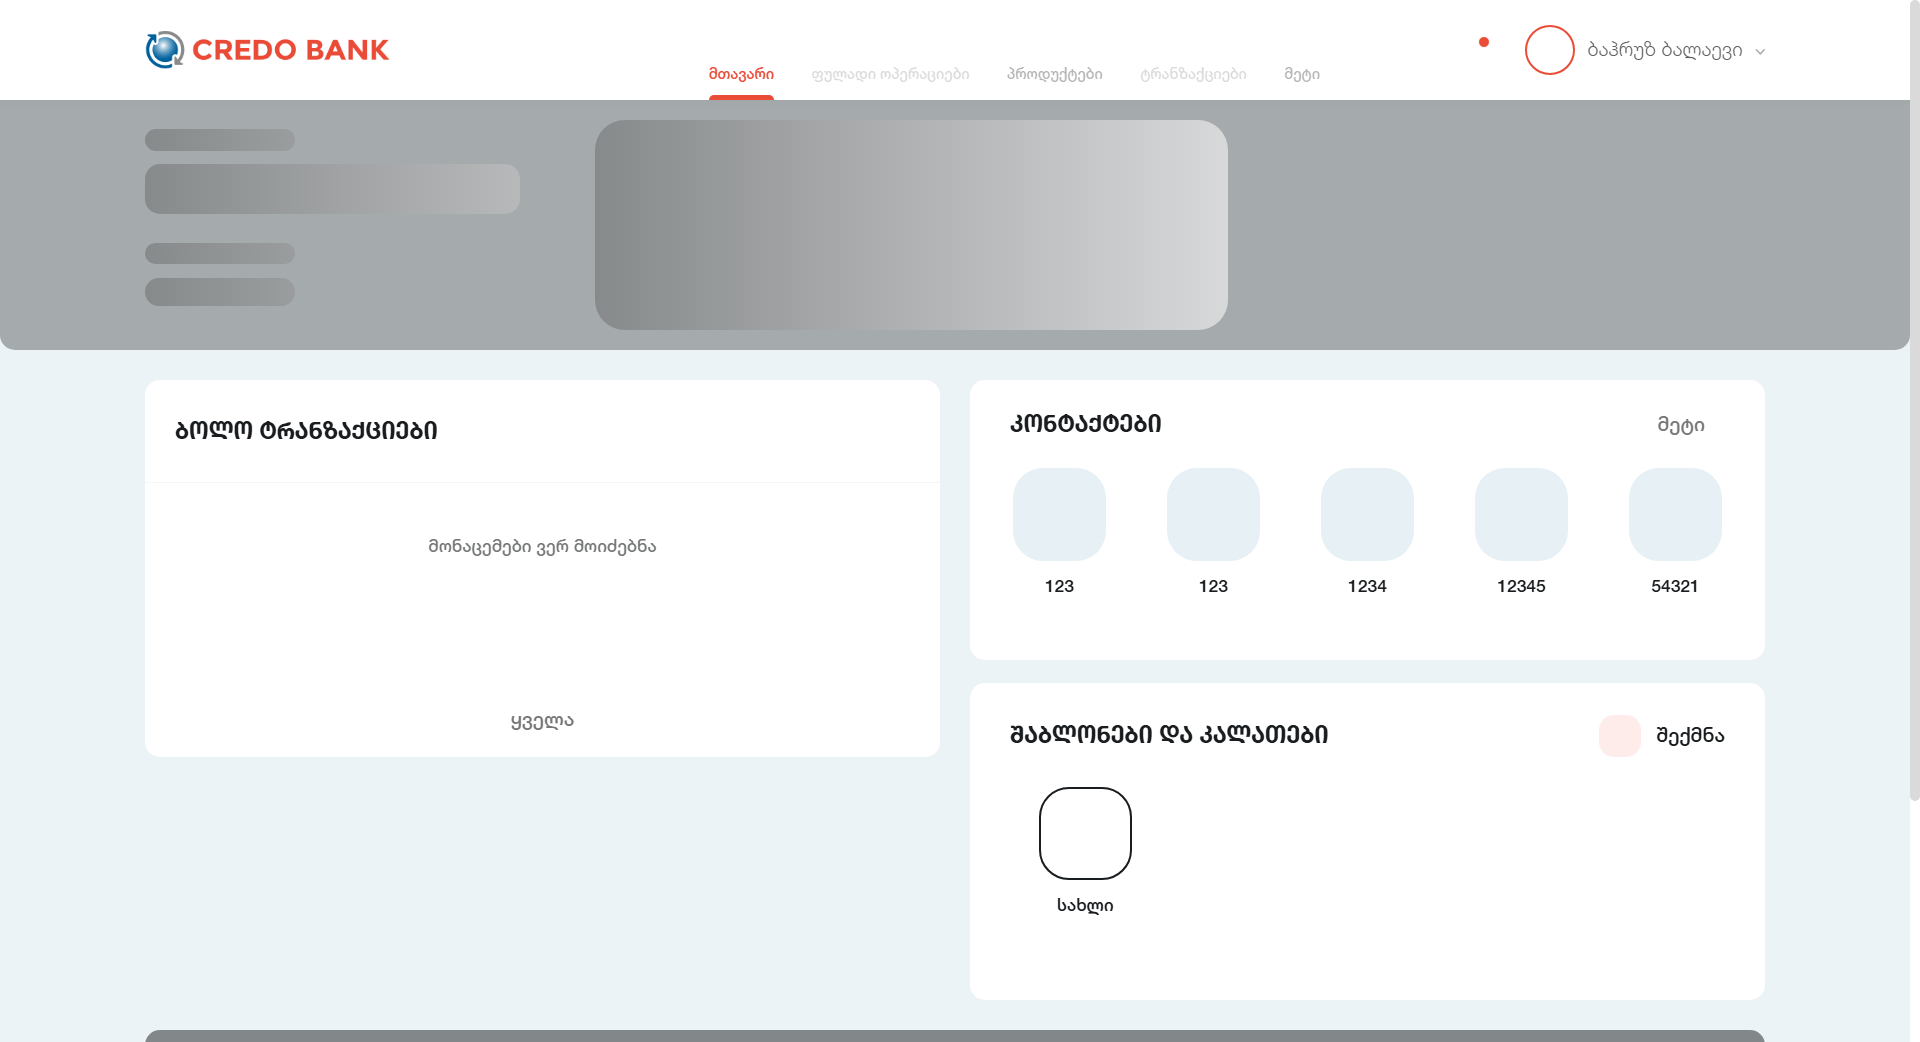 CREDO BANK
მთავარი
ფულადი ოპერაციები
პროდუქტები
ტრანზაქციები
მეტი
ბაჰრუზ ბალაევი
ბოლო ტრანზაქციები
მონაცემები ვერ მოიძებნა
ყველა
კონტაქტები
მეტი
123
123
1234
12345
54321
შაბლონები და კალათები
შექმნა
სახლი